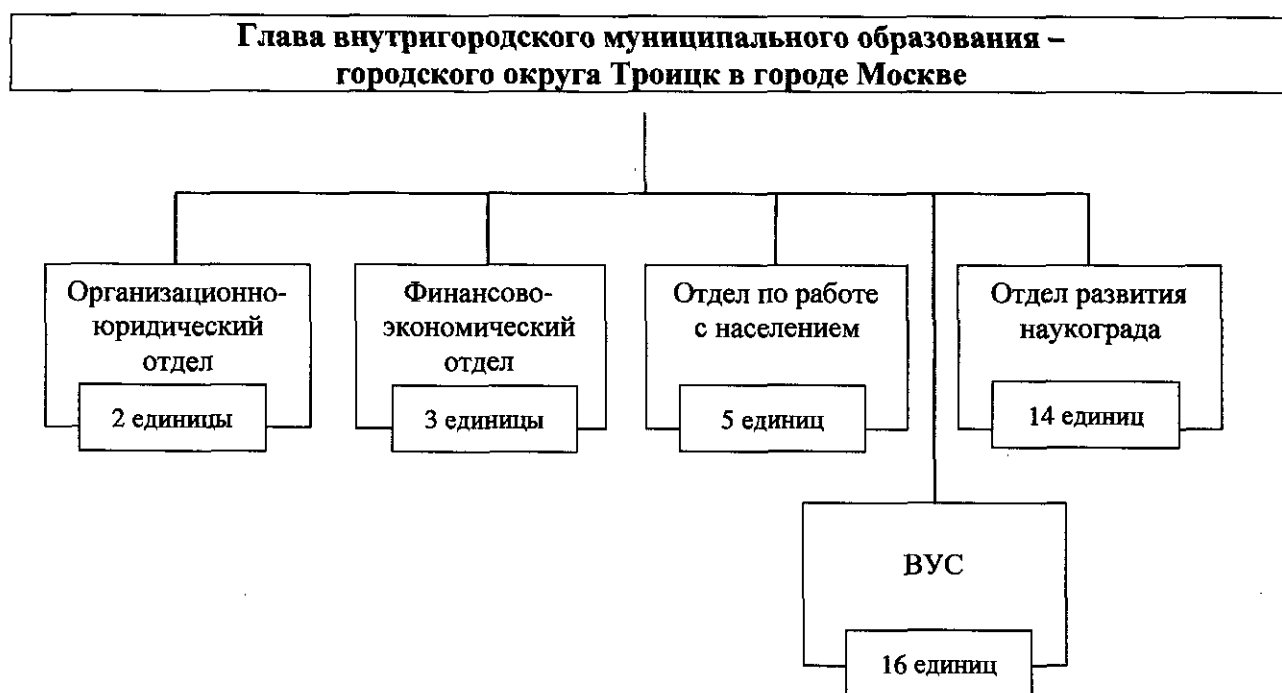 Глава внутригородского муниципального образования –
городского округа Троицк в городе Москве
Организационно-
юридический
отдел
2 единицы
Финансово-
экономический
отдел
3 единицы
Отдел по работе
с населением
5 единиц
Отдел развития
наукограда
14 единиц
ВУС
16 единиц